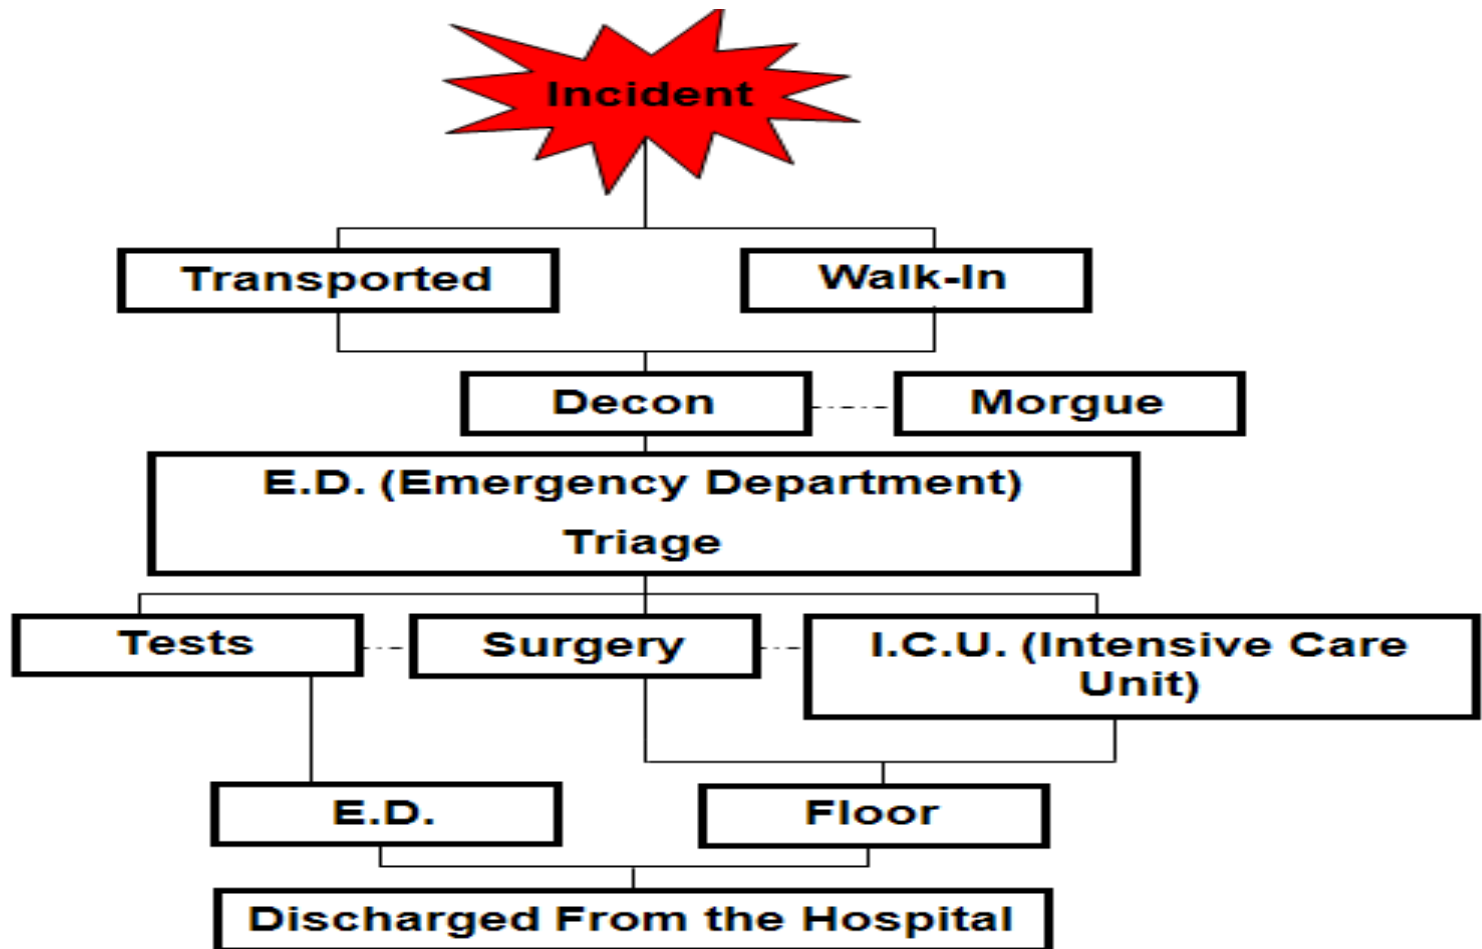 Incident
Transported
Walk-In
Decon
Morgue
E.D. (Emergency Department)
Triage
Tests
Surgery
I.C.U. (Intensive Care
Unit)
E.D.
Floor
Discharged From the Hospital